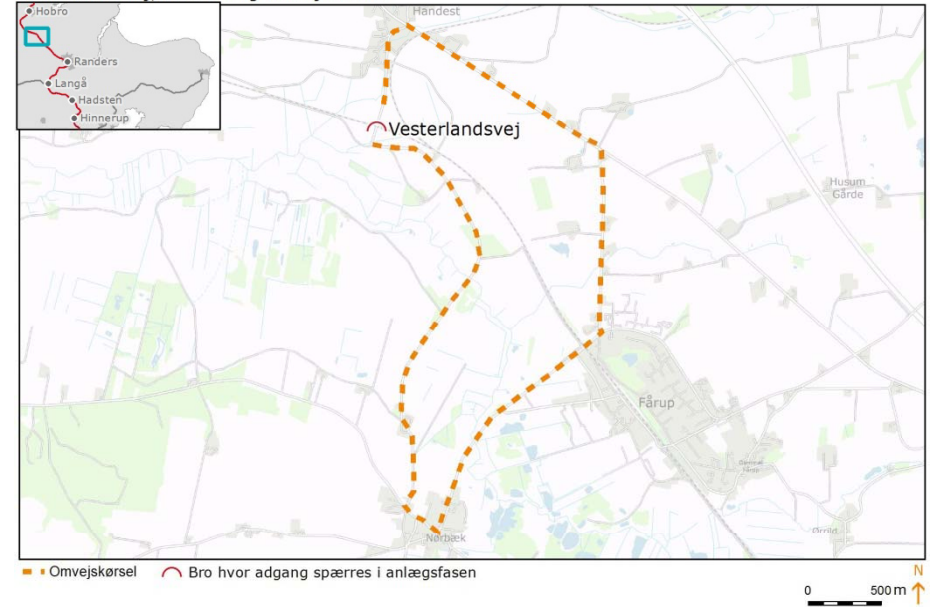 Hobro
Randers
Langå
Hadsten
Hinnerup
Handest
Vesterlandsvej
Husum
Gårde
Fårup
Nørbæk
Omvejskørsel
Bro hvor adgang spærres i anlægsfasen
0
500 m
N